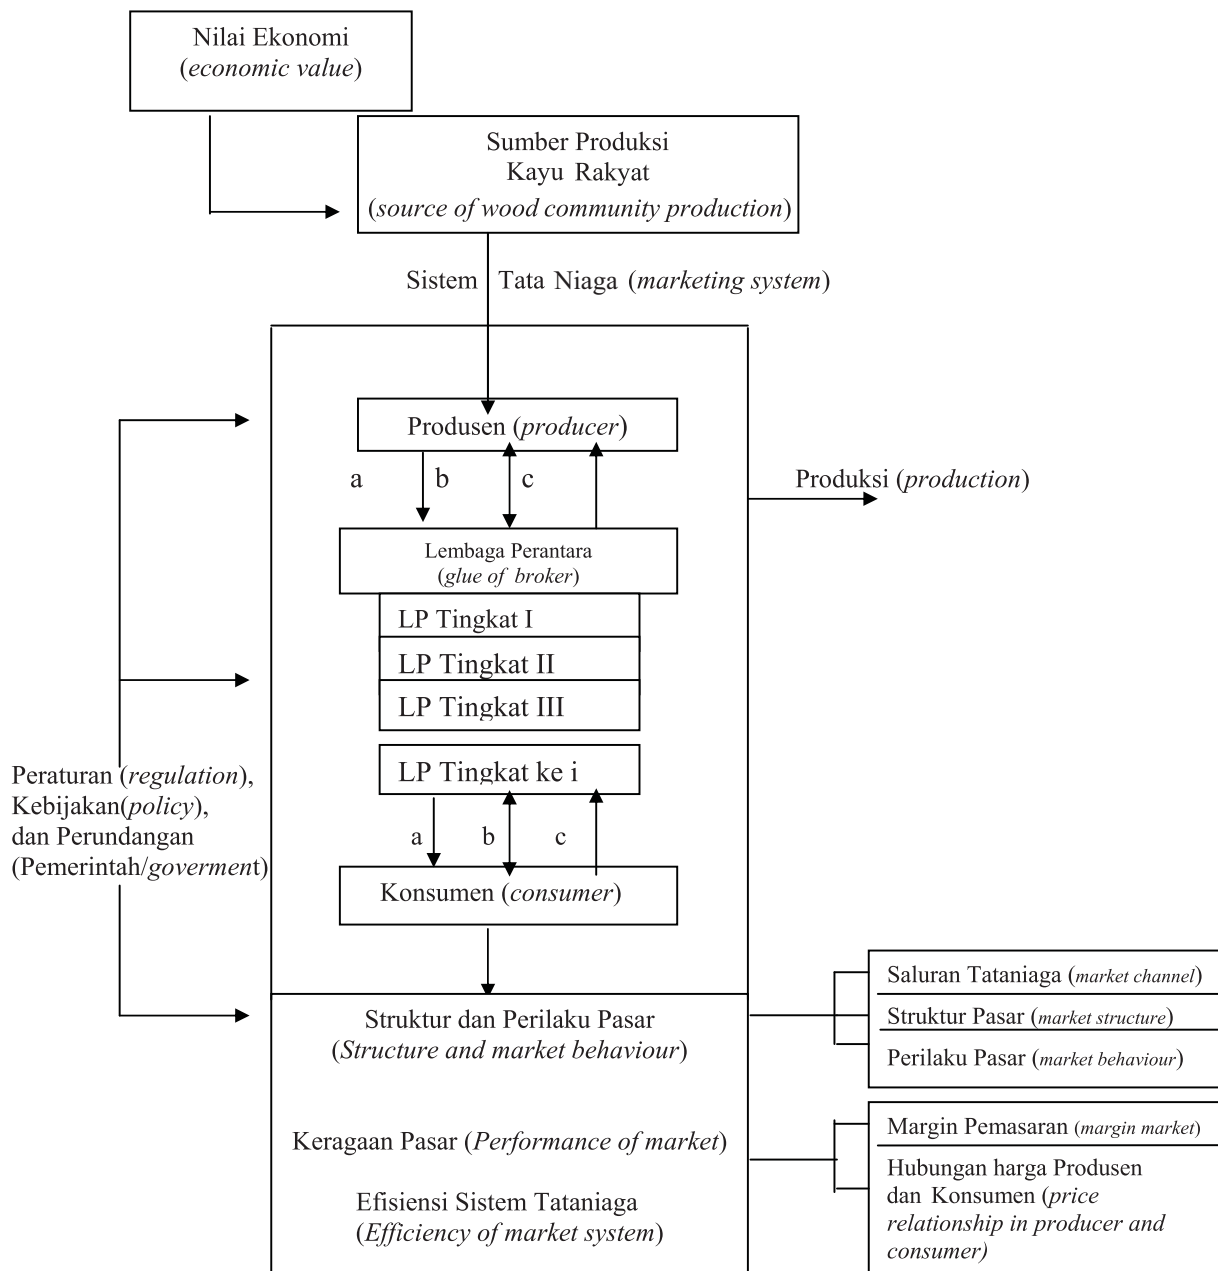 Nilai Ekonomi
(economic value)
Sumber Produksi
Kayu Rakyat
(source of wood community production)
Sistem Tata Niaga (marketing system)
Produsen (producer)
a b c
Produksi (production)
Lembaga Perantara
(glue of broker)
LP Tingkat I
LP Tingkat II
LP Tingkat III
LP Tingkat ke i
Peraturan (regulation),
Kebijakan(policy),
dan Perundangan
(Pemerintah/goverment)
a b c
Konsumen (consumer)
Struktur dan Perilaku Pasar
(Structure and market behaviour)
Saluran Tataniaga (market channel)
Struktur Pasar (market structure)
Perilaku Pasar (market behaviour)
Keragaan Pasar (Performance of market)
Efisiensi Sistem Tataniaga
(Efficiency of market system)
Margin Pemasaran (margin market)
Hubungan harga Produsen
dan Konsumen (price
relationship in producer and
consumer)